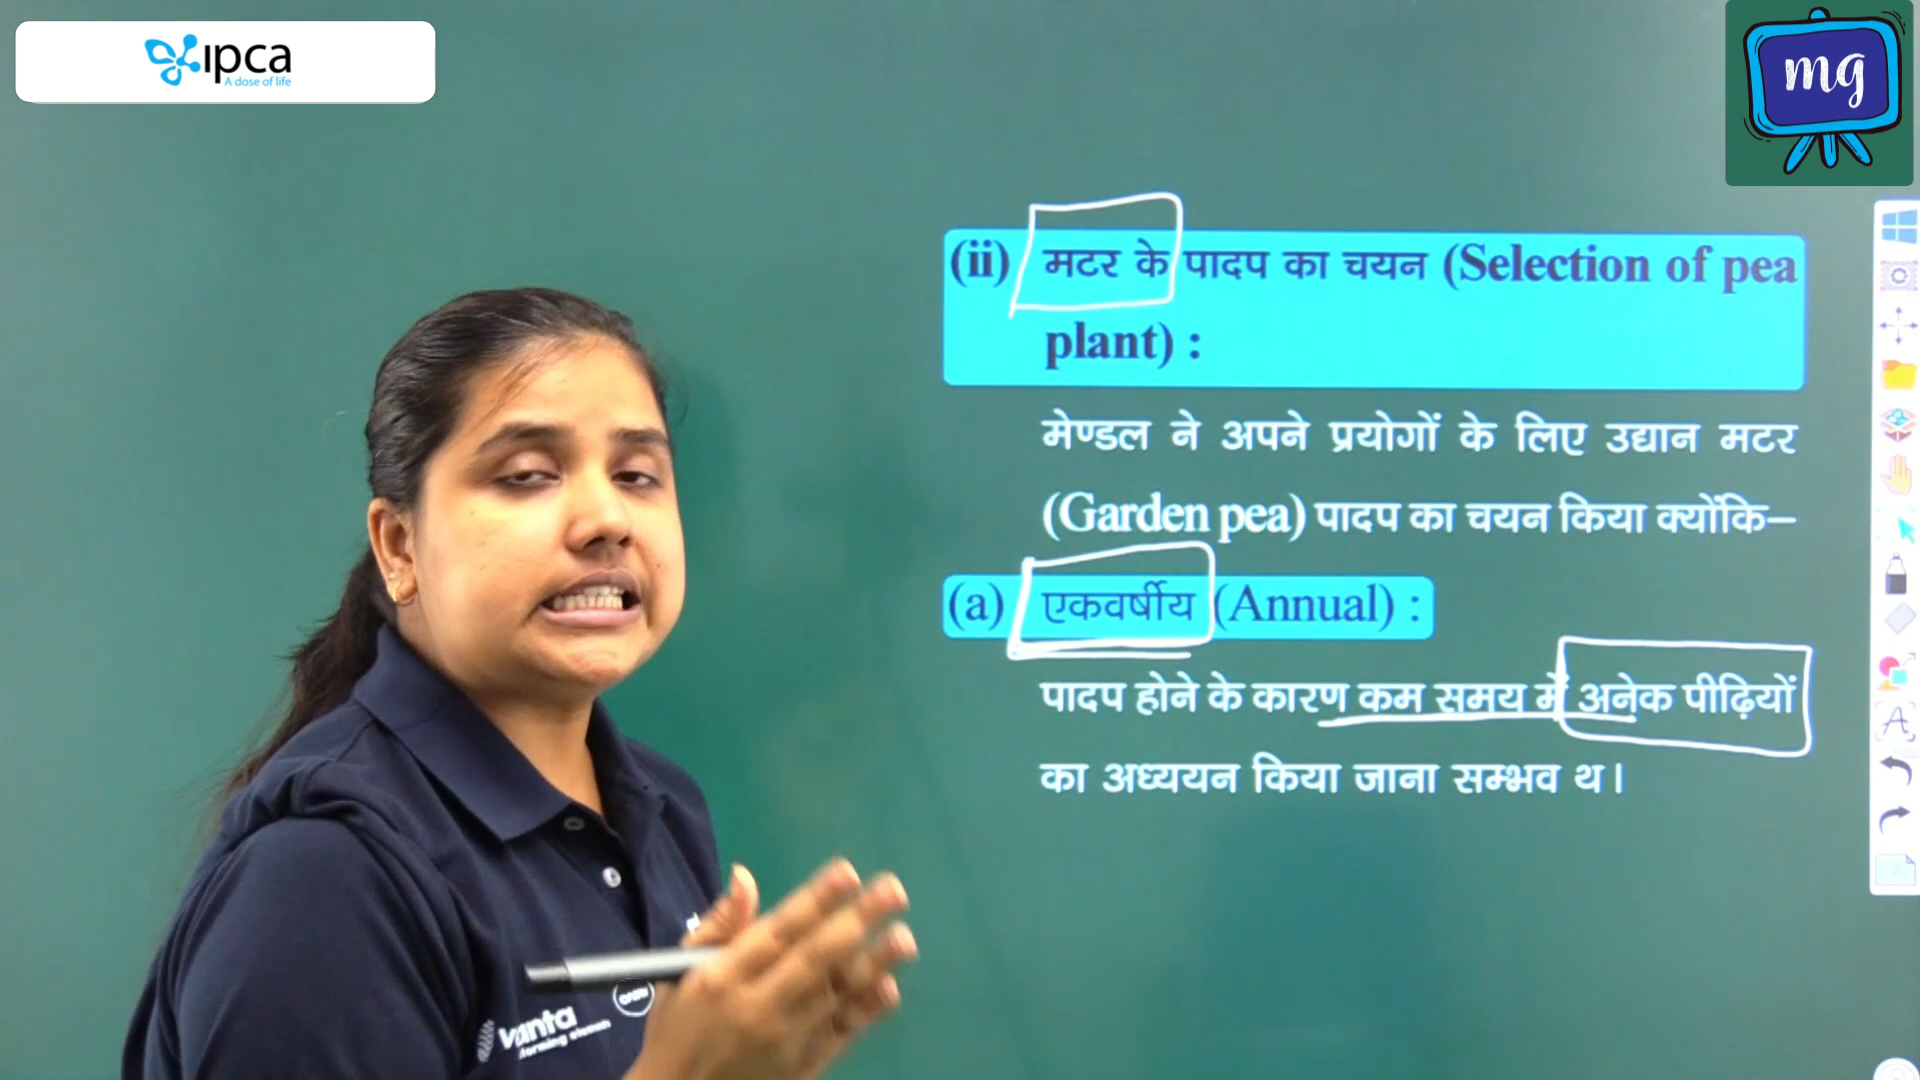 ipca
A dose of life
mg
(ii) मटर के पादप का चयन (Selection of pea
plant) :
मेण्डल ने अपने प्रयोगों के लिए उद्यान मटर
(Garden pea) पादप का चयन किया क्योंकि–
(a) एकवर्षीय (Annual) :
पादप होने के कारण कम समय में अनेक पीढ़ियों
का अध्ययन किया जाना सम्भव थ।